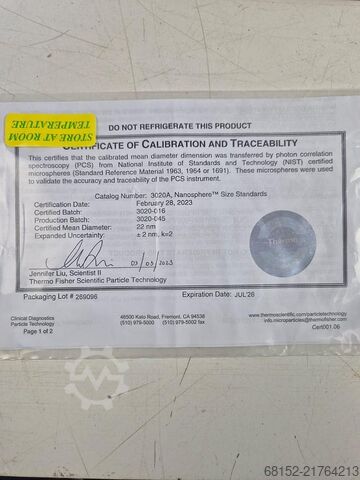 STORE AT ROOM
TEMPERATURE
DO NOT REFRIGERATE THIS PRODUCT
CERTIFICATE OF CALIBRATION AND TRACEABILITY
This certifies that the calibrated mean diameter dimension was transferred by photon correlation
spectroscopy (PCS) from National Institute of Standards and Technology (NIST) certified
microspheres (Standard Reference Material 1963, 1964 or 1691). These microspheres were used
to validate the accuracy and traceability of the PCS instrument.
Catalog Number: 3020A, Nanosphere™ Size Standards
Certification Date: February 28, 2023
Certified Batch: 3020-016
Production Batch: 3020-045
Certified Mean Diameter: 22 nm
Expanded Uncertainty: ± 2 nm, k=2
Thermo
03/03/2023
Jennifer Liu, Scientist II
Thermo Fisher Scientific Particle Technology
Packaging Lot # 269096 Expiration Date: JUL'26
Clinical Diagnostics 46500 Kato Road, Fremont, CA 94538 www.thermoscientific.com/particletechnology
Particle Technology (510) 979-5000 (510) 979-5002 fax info.microparticles@thermofisher.com
Page 1 of 2 Cert001.06
68152-21764213